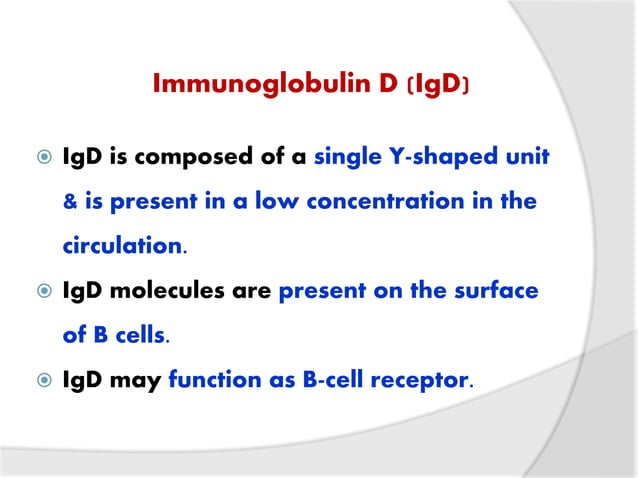 Immunoglobulin D (IgD)
IgD is composed of a single Y-shaped unit
& is present in a low concentration in the
circulation.
IgD molecules are present on the surface
of B cells.
IgD may function as B-cell receptor.